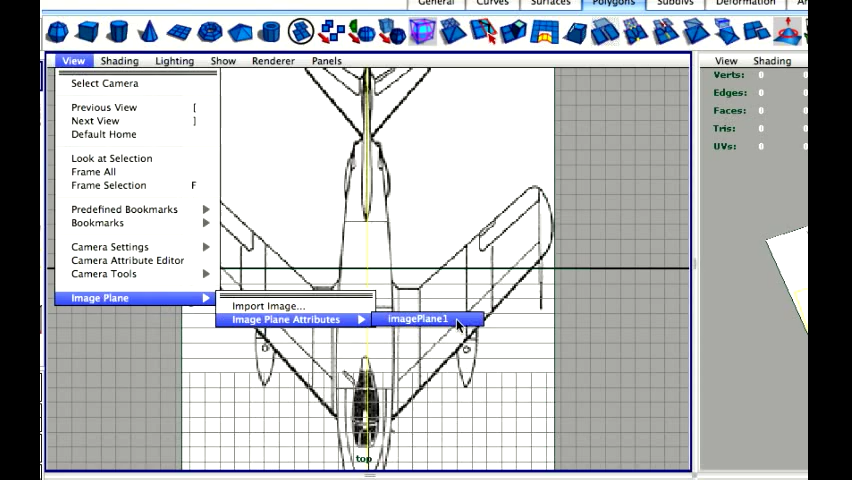 General Curves Surfaces Polygons Subdivs Deformation
View Shading Lighting Show Renderer Panels
View Shading
Select Camera
Verts: 0 0
Previous View [
Edges: 0 0
Next View ]
Faces: 0 0
Default Home
Tris: 0 0
UVs: 0 0
Look at Selection
Frame All
Frame Selection F
Predefined Bookmarks
Bookmarks
Camera Settings
Camera Attribute Editor
Camera Tools
Image Plane
Import Image...
Image Plane Attributes
imagePlane1
top